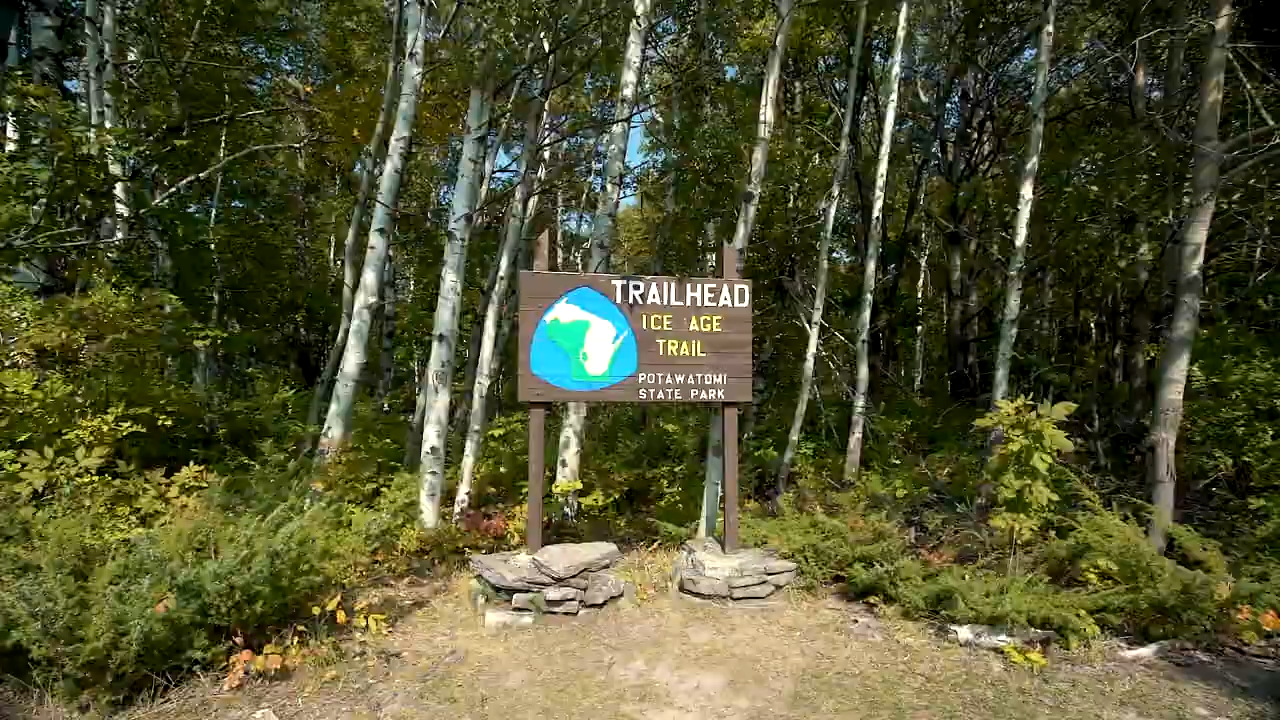 TRAILHEAD
ICE AGE
TRAIL
POTAWATOMI
STATE PARK